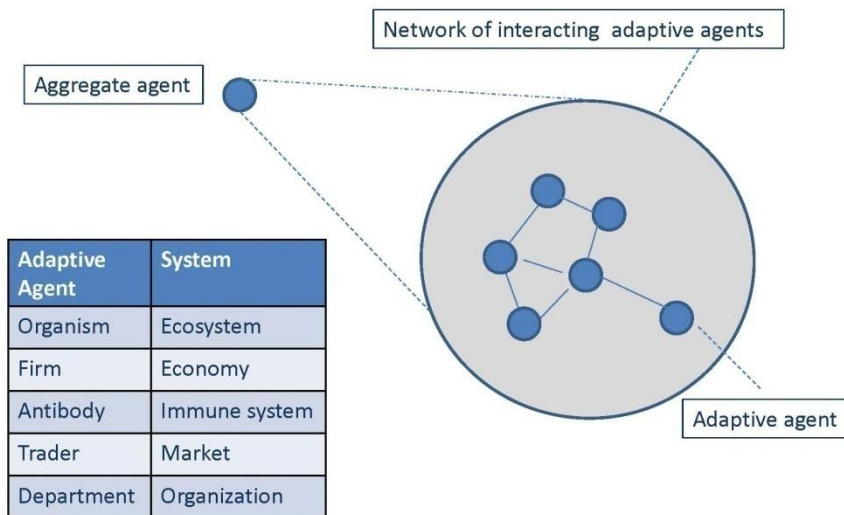 Network of interacting adaptive agents
Aggregate agent
Adaptive System
Agent
Organism Ecosystem
Firm Economy
Antibody Immune system
Trader Market
Department Organization
Adaptive agent